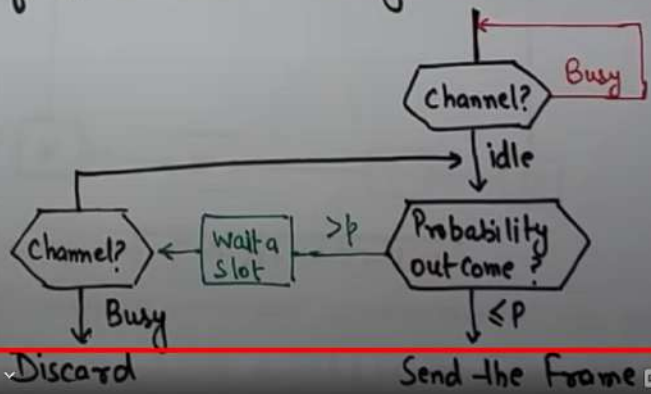 Busy
Channel?
idle
Channel?
Wait a
Slot
>p
Probability
outcome?
Busy
≤P
Discard
Send the Frame